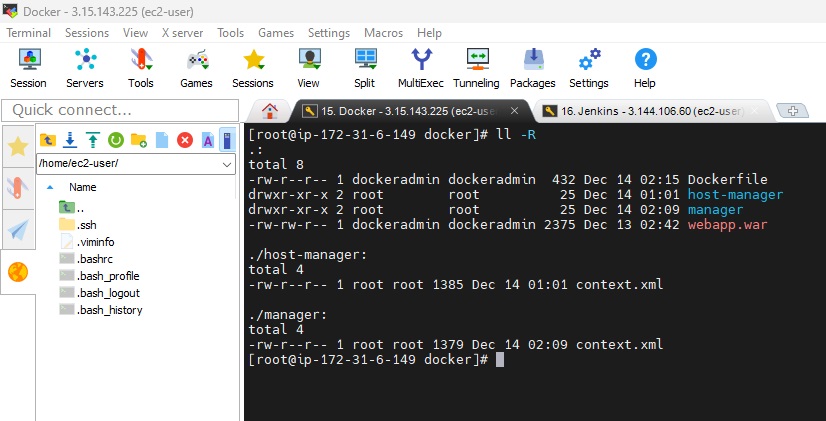 Docker - 3.15.143.225 (ec2-user)
Terminal Sessions View X server Tools Games Settings Macros Help
Session Servers Tools Games Sessions View Split MultiExec Tunneling Packages Settings Help
Quick connect...
15. Docker - 3.15.143.225 (ec2-use
16. Jenkins - 3.144.106.60 (ec2-user)
/home/ec2-user/
Name
..
.ssh
.viminfo
.bashrc
.bash_profile
.bash_logout
.bash_history
[root@ip-172-31-6-149 docker]# ll -R
.:
total 8
-rw-r--r-- 1 dockeradmin dockeradmin  432 Dec 14 02:15 Dockerfile
drwxr-xr-x 2 root        root          25 Dec 14 01:01 host-manager
drwxr-xr-x 2 root        root          25 Dec 14 02:09 manager
-rw-rw-r-- 1 dockeradmin dockeradmin 2375 Dec 13 02:42 webapp.war
./host-manager:
total 4
-rw-r--r-- 1 root root 1385 Dec 14 01:01 context.xml
./manager:
total 4
-rw-r--r-- 1 root root 1379 Dec 14 02:09 context.xml
[root@ip-172-31-6-149 docker]#